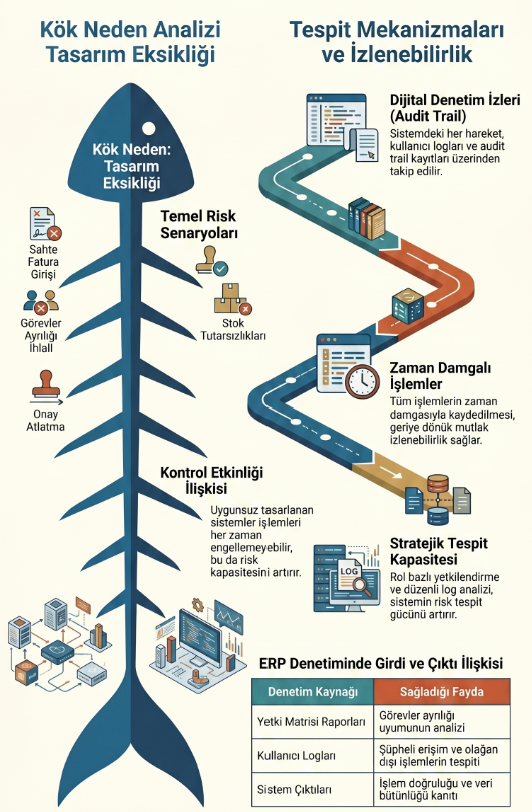 Kök Neden Analizi
Tasarım Eksikliği
Kök Neden:
Tasarım
Eksikliği
Temel Risk
Senaryoları
Sahte
Fatura
Girişi
Görevler
Ayrılığı
İhlali
Stok
Tutarsızlıkları
Onay
Atlatma
Kontrol Etkinliği
İlişkisi
Uygunsuz tasarlanan
sistemler işlemleri
her zaman
engellemeyebilir,
bu da risk
kapasitesini artırır.
Tespit Mekanizmaları
ve İzlenebilirlik
Dijital Denetim İzleri
(Audit Trail)
Sistemdeki her hareket,
kullanıcı logları ve audit
trail kayıtları üzerinden
takip edilir.
Zaman Damgalı
İşlemler
Tüm işlemlerin zaman
damgasıyla kaydedilmesi,
geriye dönük mutlak
izlenebilirlik sağlar.
LOG
Stratejik Tespit
Kapasitesi
Rol bazlı yetkilendirme
ve düzenli log analizi,
sistemin risk tespit
gücünü artırır.
ERP Denetiminde Girdi ve Çıktı İlişkisi
Denetim Kaynağı
Sağladığı Fayda
Yetki Matrisi Raporları
Görevler ayrılığı
uyumunun analizi
Kullanıcı Logları
Şüpheli erişim ve olağan
dışı işlemlerin tespiti
Sistem Çıktıları
İşlem doğruluğu ve veri
bütünlüğü kanıtı